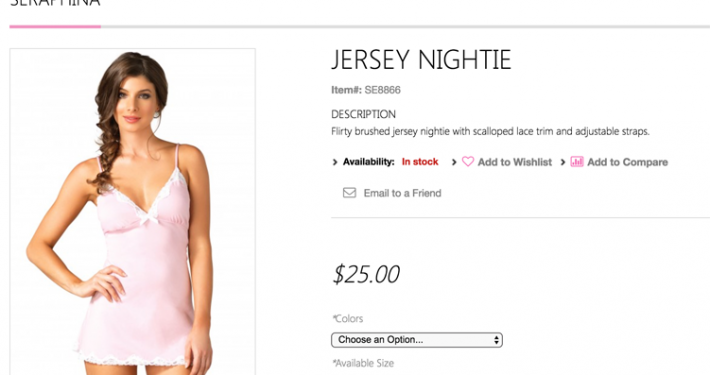 SERAPHINA
JERSEY NIGHTIE
Item#: SE8866
DESCRIPTION
Flirty brushed jersey nightie with scalloped lace trim and adjustable straps.
Availability: In stock Add to Wishlist Add to Compare
Email to a Friend
$25.00
*Colors
Choose an Option...
*Available Size